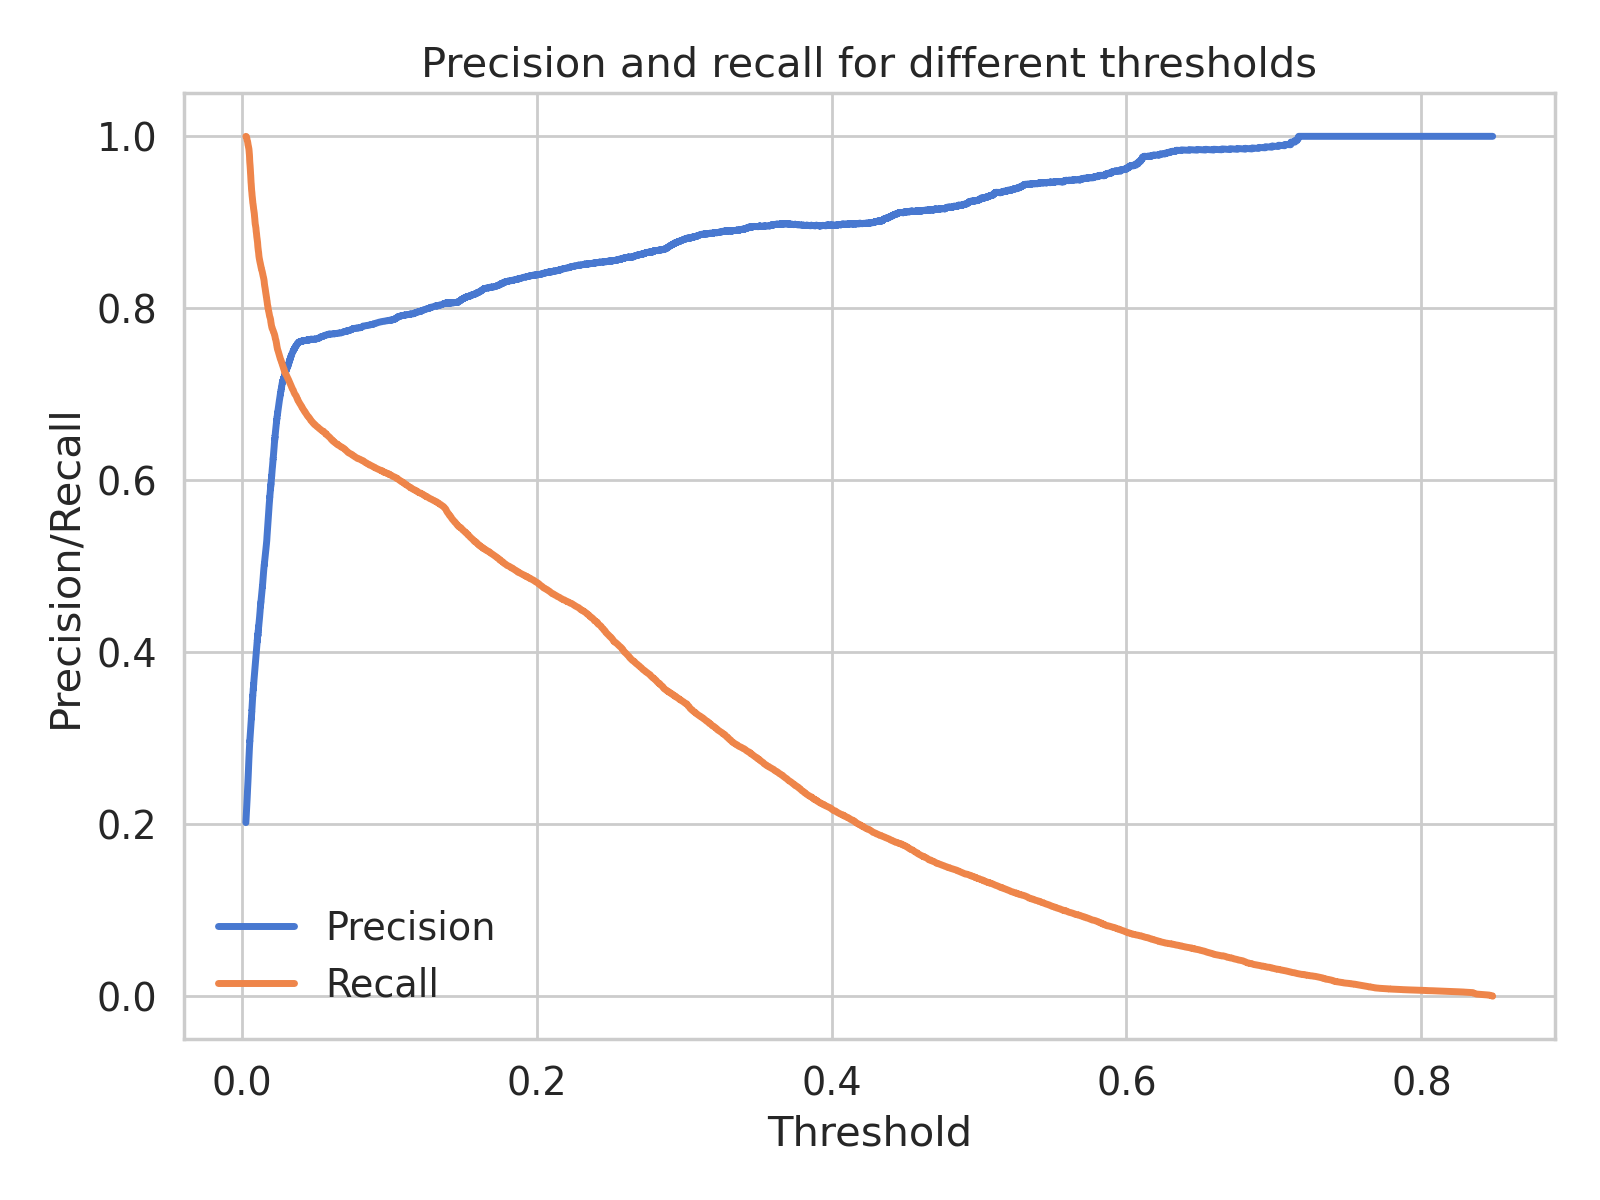 Precision and recall for different thresholds
1.0
0.8
0.6
0.4
0.2
0.0
Precision/Recall
Precision
Recall
0.0 0.2 0.4 0.6 0.8
Threshold